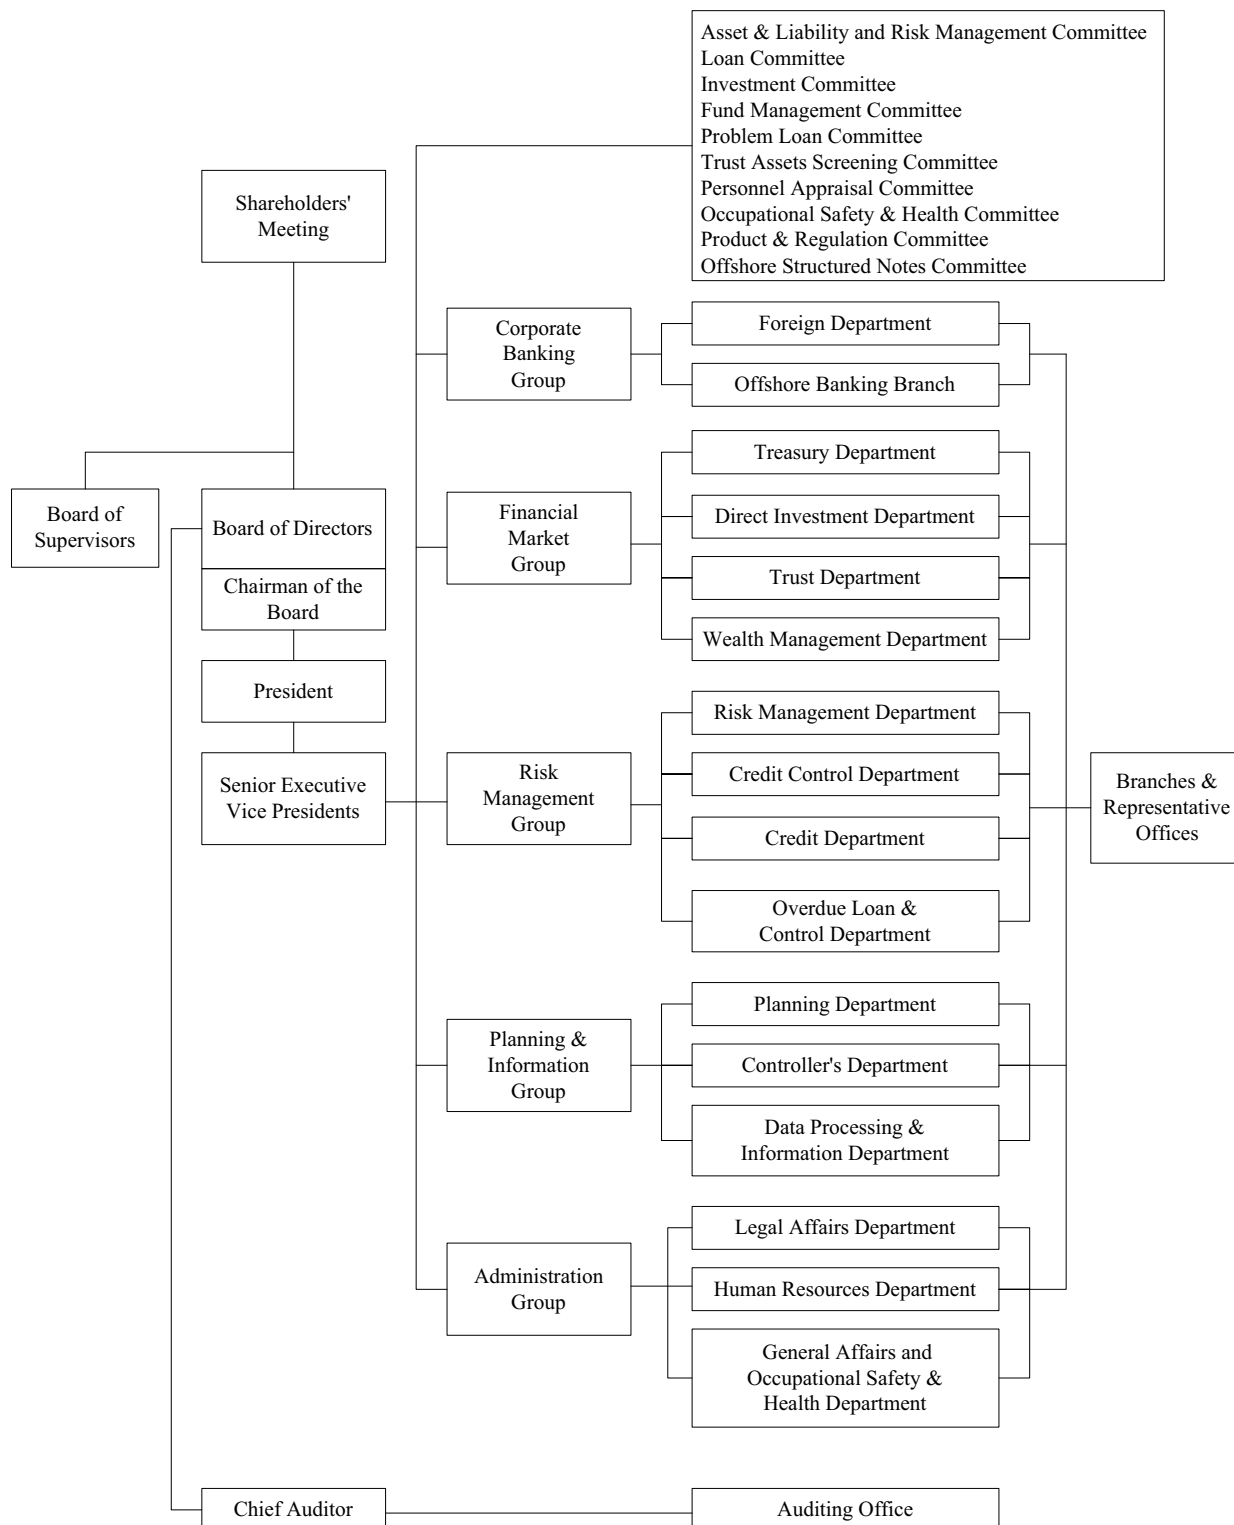 Asset & Liability and Risk Management Committee
Loan Committee
Investment Committee
Fund Management Committee
Problem Loan Committee
Trust Assets Screening Committee
Personnel Appraisal Committee
Occupational Safety & Health Committee
Product & Regulation Committee
Offshore Structured Notes Committee
Shareholders'
Meeting
Board of
Supervisors
Board of Directors
Chairman of the
Board
President
Senior Executive
Vice Presidents
Corporate
Banking
Group
Foreign Department
Offshore Banking Branch
Financial
Market
Group
Treasury Department
Direct Investment Department
Trust Department
Wealth Management Department
Risk
Management
Group
Risk Management Department
Credit Control Department
Credit Department
Overdue Loan &
Control Department
Planning &
Information
Group
Planning Department
Controller's Department
Data Processing &
Information Department
Administration
Group
Legal Affairs Department
Human Resources Department
General Affairs and
Occupational Safety &
Health Department
Branches &
Representative
Offices
Chief Auditor
Auditing Office